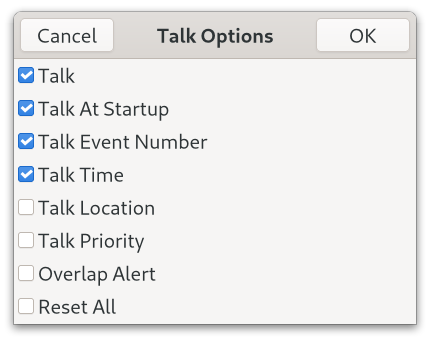 Cancel Talk Options OK
Talk
Talk At Startup
Talk Event Number
Talk Time
Talk Location
Talk Priority
Overlap Alert
Reset All